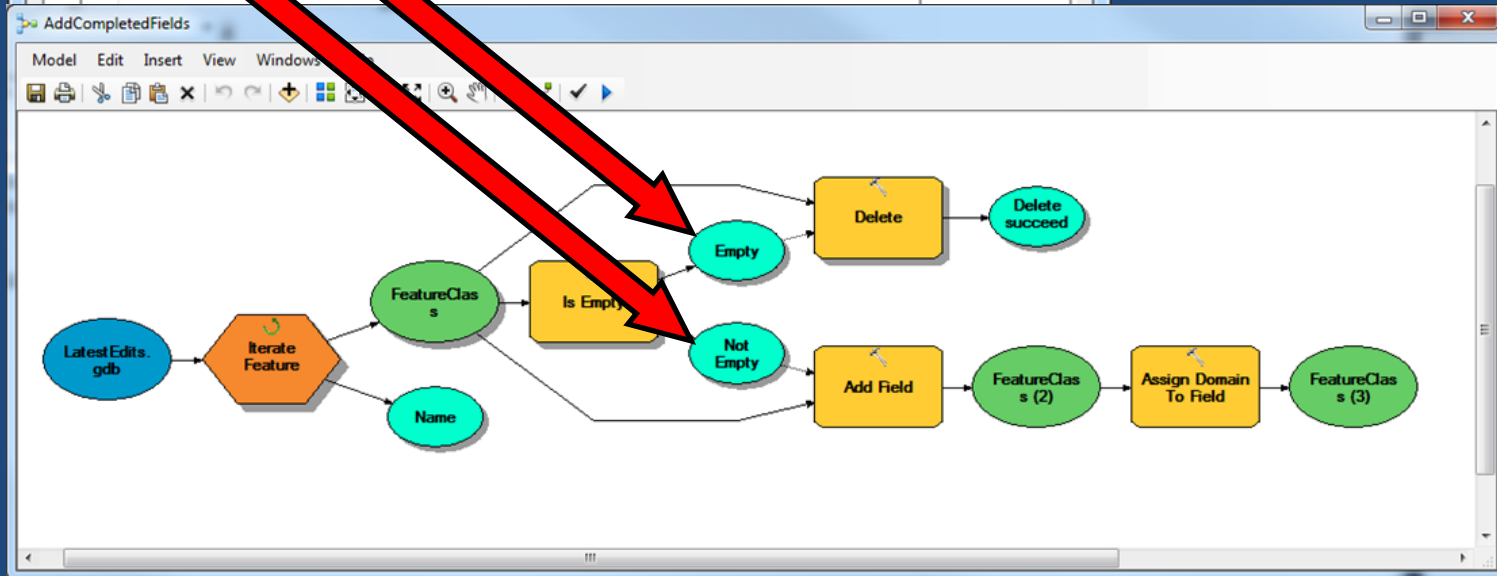 AddCompletedFields
Model Edit Insert View Windows
Delete
Delete
succeed
Empty
FeatureClas
s
Is Empty
LatestEdits.
gdb
Iterate
Feature
Not
Empty
Name
Add Field
FeatureClas
s (2)
Assign Domain
To Field
FeatureClas
s (3)